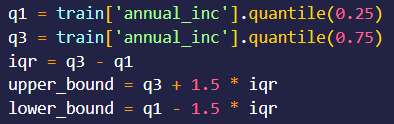 q1 = train['annual_inc'].quantile(0.25)
q3 = train['annual_inc'].quantile(0.75)
iqr = q3 - q1
upper_bound = q3 + 1.5 * iqr
lower_bound = q1 - 1.5 * iqr